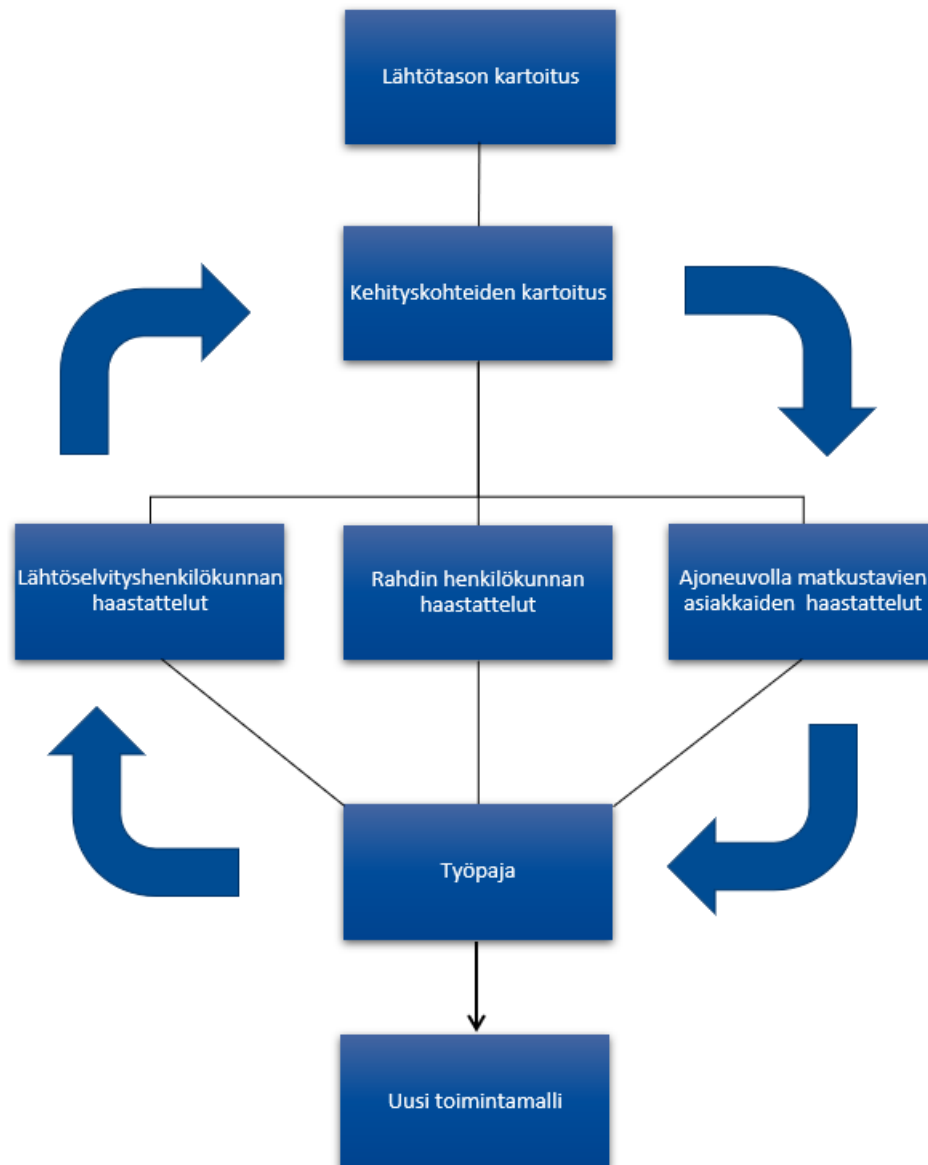 Lähtötason kartoitus
Kehityskohteiden kartoitus
Lähtöselvityshenkilökunnan
haastattelut
Rahdin henkilökunnan
haastattelut
Ajoneuvolla matkustavien
asiakkaiden haastattelut
Työpaja
Uusi toimintamalli